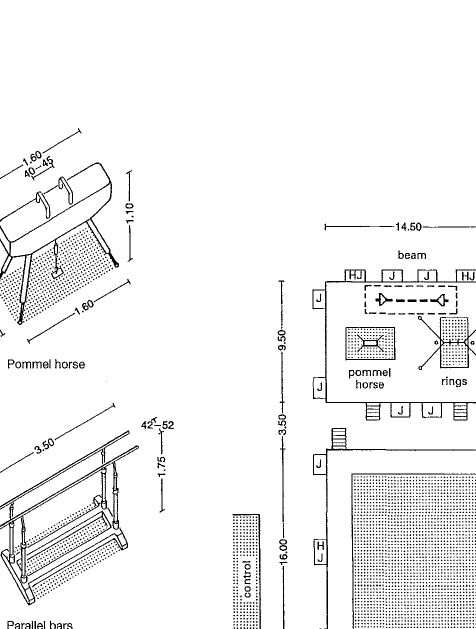 1.60
40–45
1.10
1.60
Pommel horse
3.50
42–52
1.75
Parallel bars
14.50
beam
HJ
J
J
HJ
J
9.50
pommel
horse
rings
J
J
J
3.50
J
16.00
H
J
control